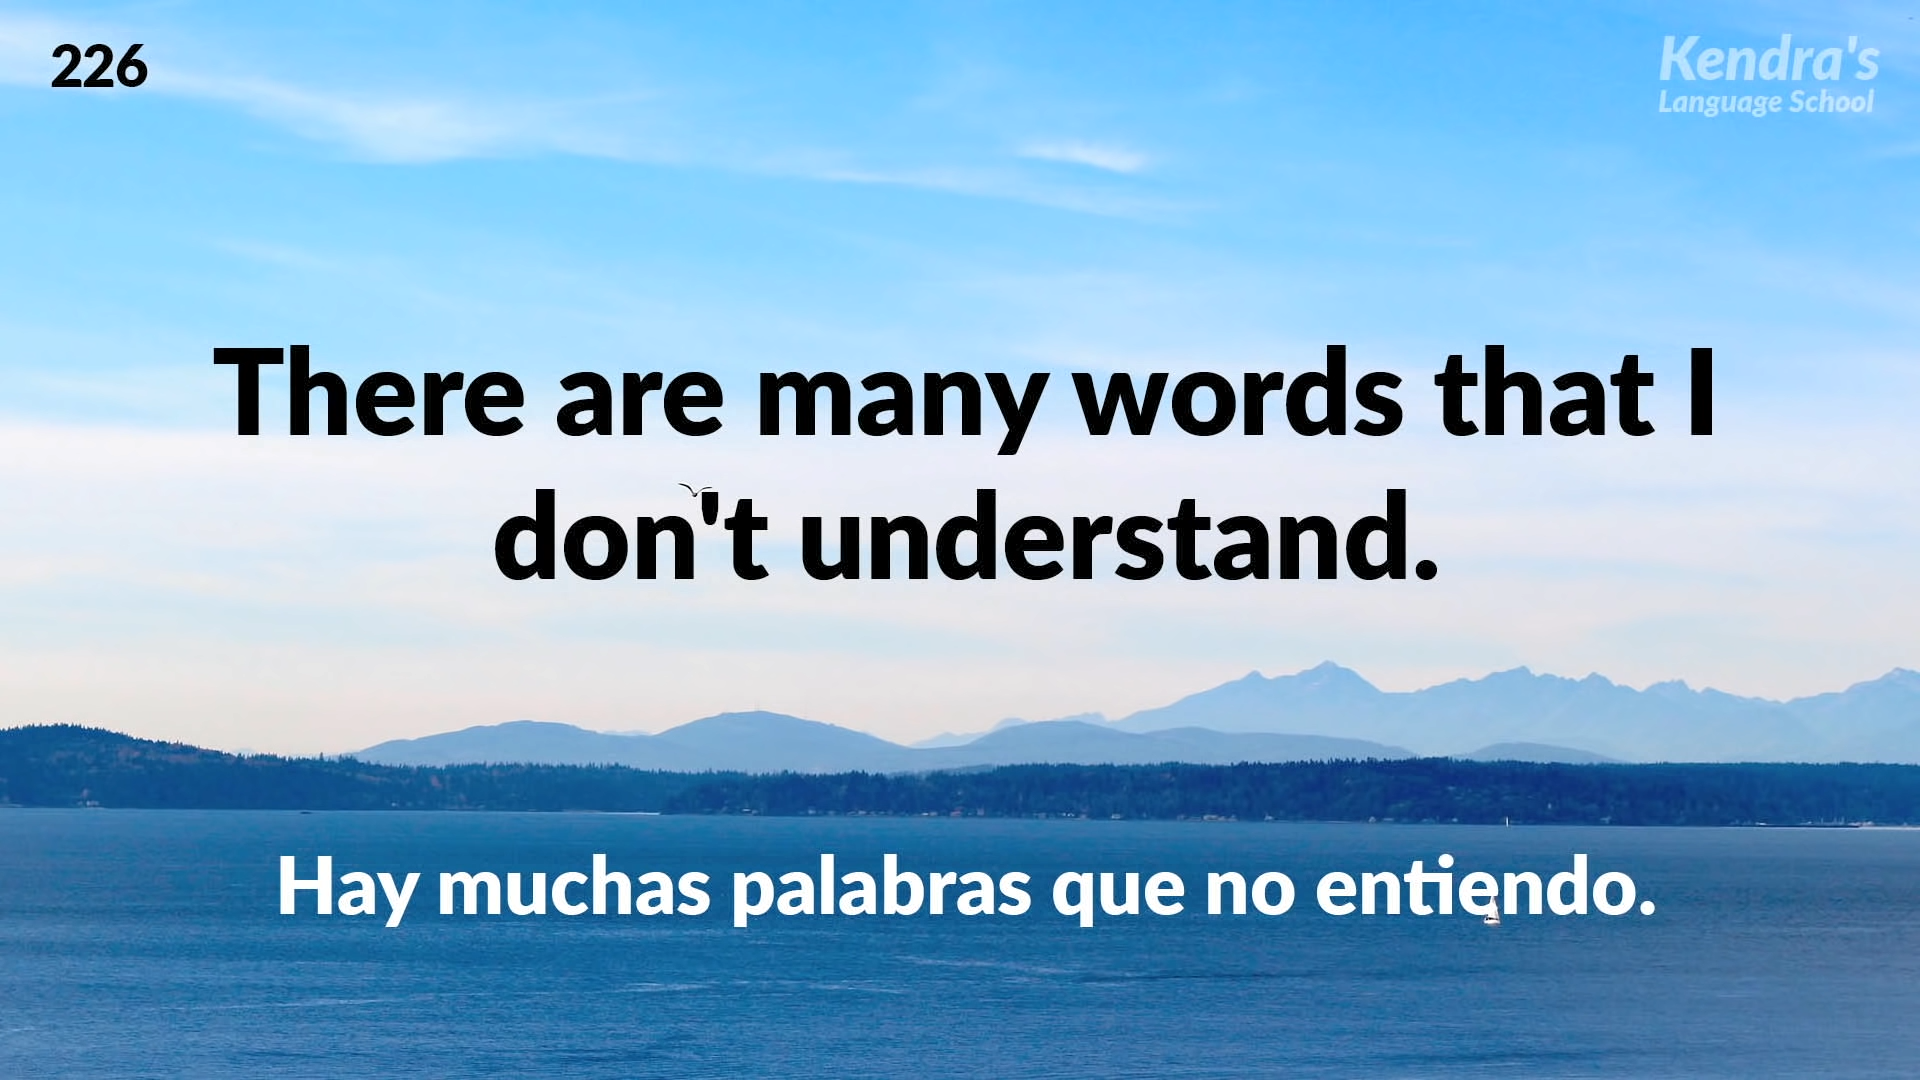 226
Kendra's
Language School
There are many words that I
don't understand.
Hay muchas palabras que no entiendo.